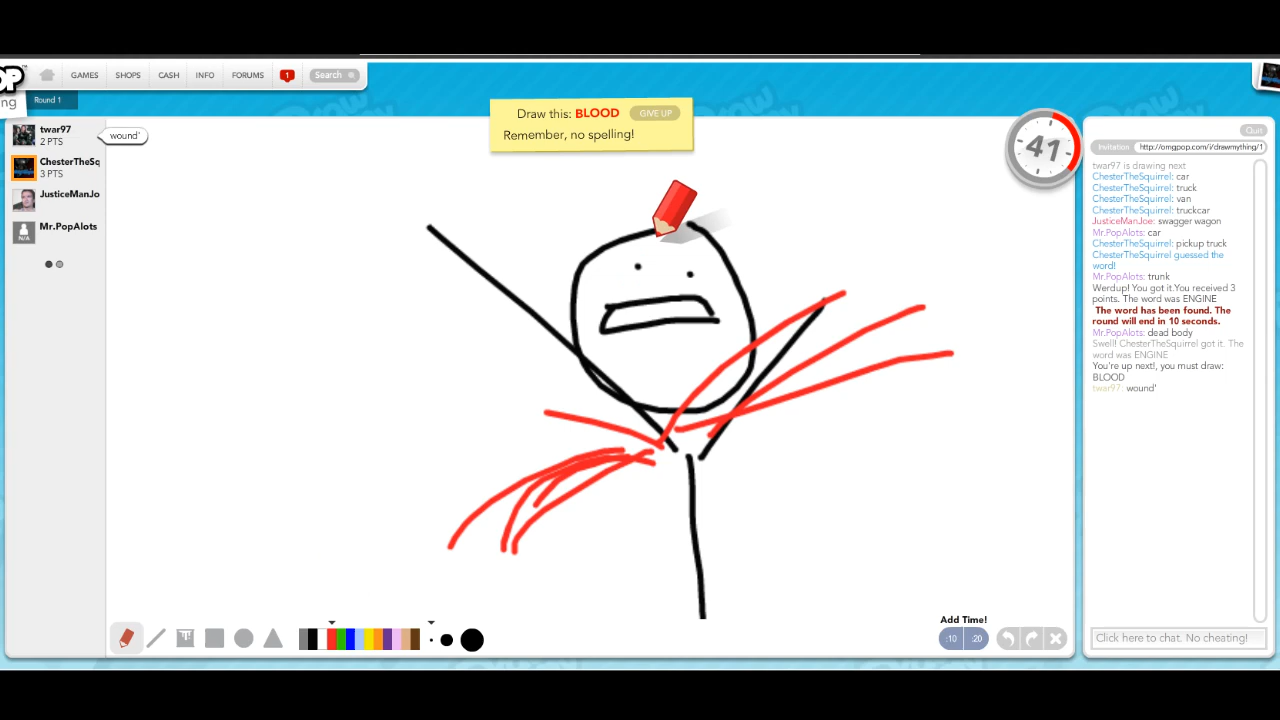 OP™
GAMES SHOPS CASH INFO FORUMS 1 Search
ng
Round 1
twar97
2 PTS
wound'
ChesterTheSq
3 PTS
JusticeManJo
N/A
Mr.PopAlots
Draw this: BLOOD GIVE UP
Remember, no spelling!
41
Add Time!
:10 :20
Quit
Invitation http://omgpop.com/i/drawmything/1
twar97 is drawing next
ChesterTheSquirrel: car
ChesterTheSquirrel: truck
ChesterTheSquirrel: van
ChesterTheSquirrel: truckcar
JusticeManJoe: swagger wagon
Mr.PopAlots: car
ChesterTheSquirrel: pickup truck
ChesterTheSquirrel guessed the
word!
Mr.PopAlots: trunk
Werdup! You got it.You received 3
points. The word was ENGINE
The word has been found. The
round will end in 10 seconds.
Mr.PopAlots: dead body
Swell! ChesterTheSquirrel got it. The
word was ENGINE
You're up next!, you must draw:
BLOOD
twar97: wound'
Click here to chat. No cheating!